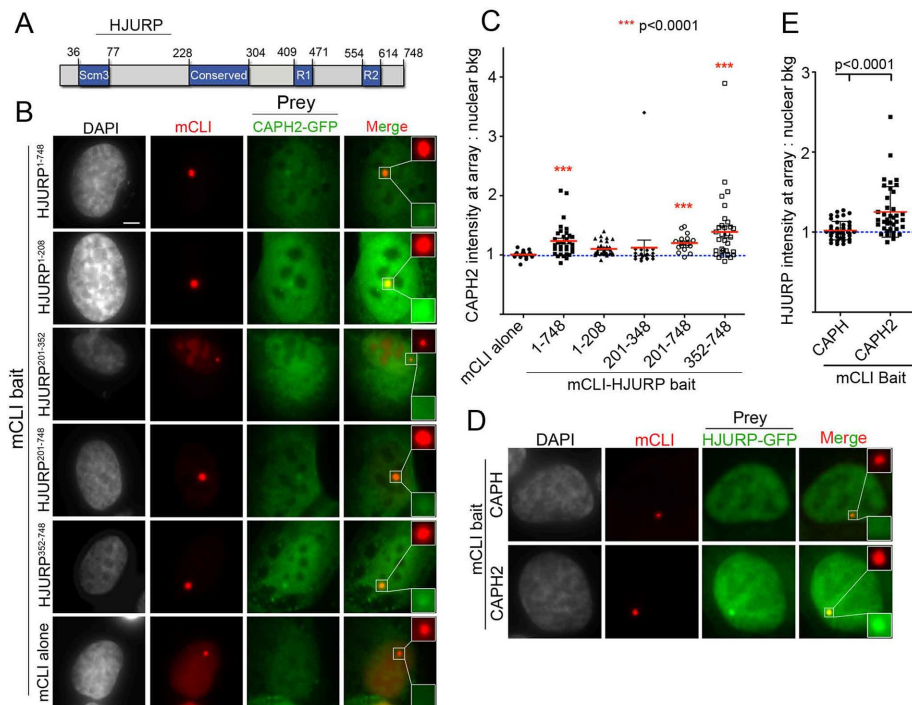 A
HJURP
36 77 228 304 409 471 554 614 748
Scm3 Conserved R1 R2
B
Prey
DAPI mCLI CAPH2-GFP Merge
mCLI bait
HJURP1-748
HJURP1-208
HJURP201-352
HJURP201-748
HJURP352-748
mCLI alone
C
*** p<0.0001
CAPH2 intensity at array : nuclear bkg
4
3
2
1
0
***
***
***
mCLI alone
1-748
1-208
201-348
201-748
352-748
mCLI-HJURP bait
E
p<0.0001
HJURP intensity at array : nuclear bkg
3
2
1
0
CAPH
CAPH2
mCLI Bait
D
Prey
DAPI mCLI HJURP-GFP Merge
mCLI bait
CAPH
CAPH2